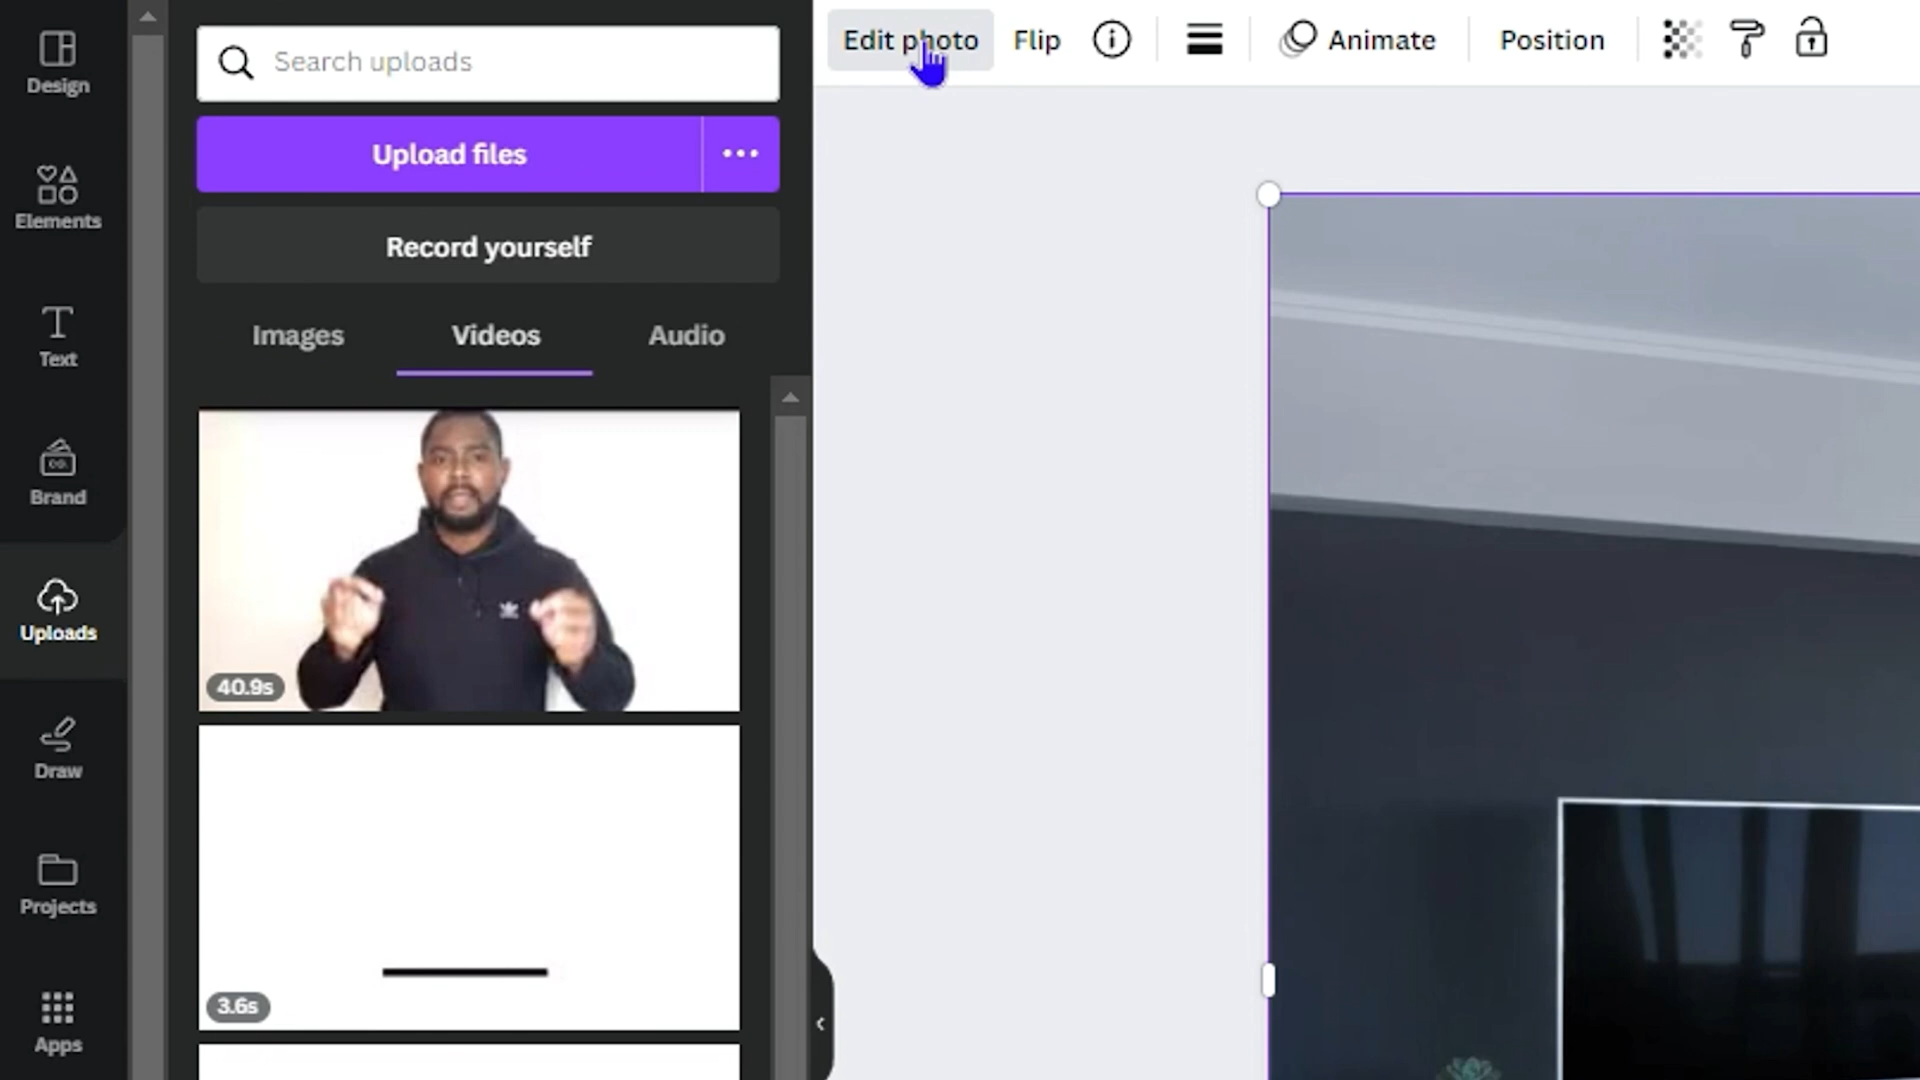 Design
Elements
Text
CO.
Brand
Uploads
Draw
Projects
Apps
Search uploads
Upload files
Record yourself
Images Videos Audio
40.9s
3.6s
Edit photo Flip Animate Position